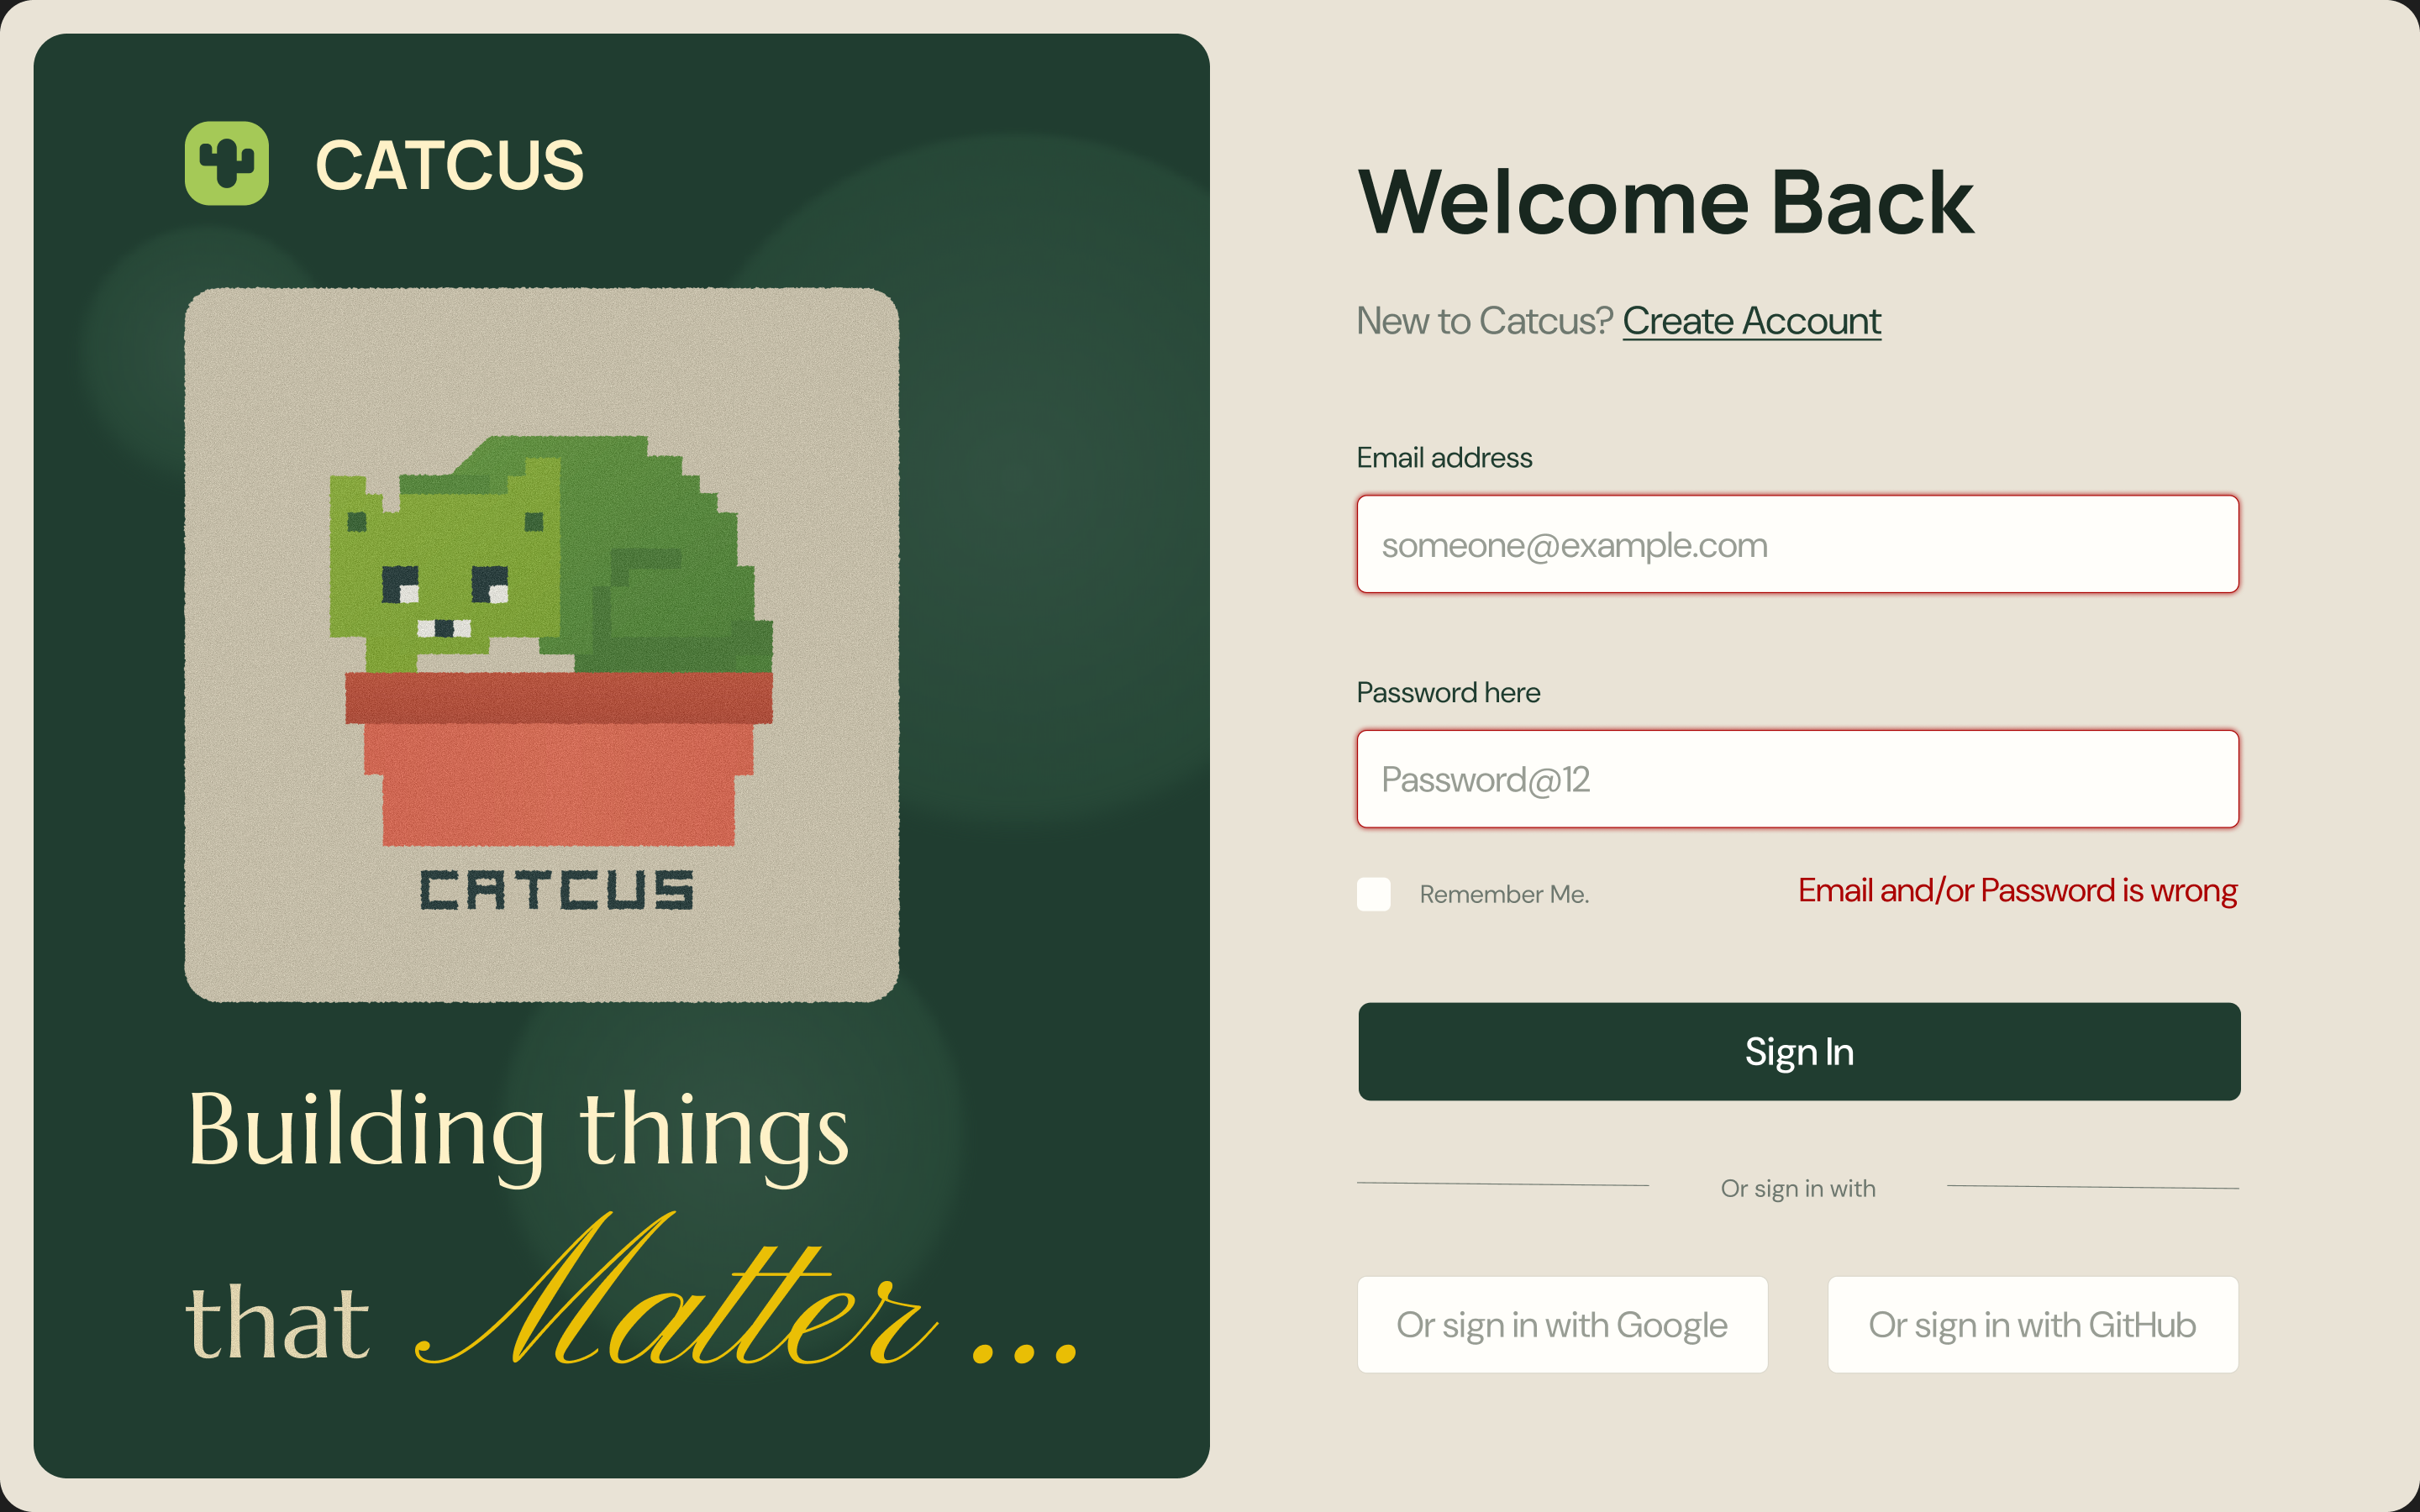 CATCUS
CATCUS
Building things
that Matter ...
Welcome Back
New to Catcus? Create Account
Email address
someone@example.com
Password here
Password@12
Remember Me.
Email and/or Password is wrong
Sign In
Or sign in with
Or sign in with Google
Or sign in with GitHub